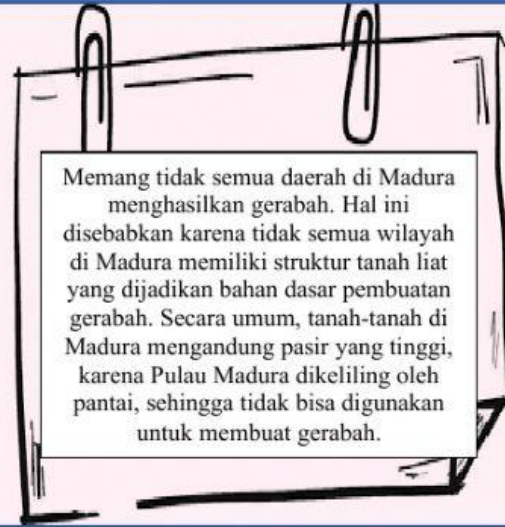 Memang tidak semua daerah di Madura
menghasilkan gerabah. Hal ini
disebabkan karena tidak semua wilayah
di Madura memiliki struktur tanah liat
yang dijadikan bahan dasar pembuatan
gerabah. Secara umum, tanah-tanah di
Madura mengandung pasir yang tinggi,
karena Pulau Madura dikeliling oleh
pantai, sehingga tidak bisa digunakan
untuk membuat gerabah.